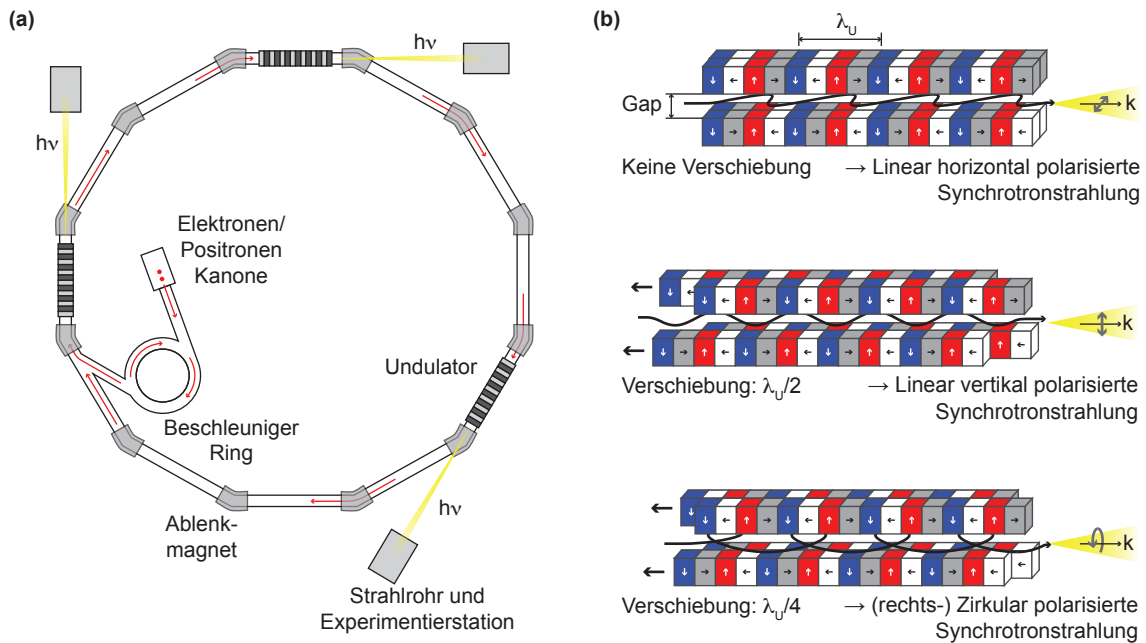 (a)
hν
hν
Elektronen/
Positronen
Kanone
Undulator
Beschleuniger
Ring
Ablenk-
magnet
hν
Strahlrohr und
Experimentierstation
(b)
λU
Gap
k
Keine Verschiebung → Linear horizontal polarisierte
Synchrotronstrahlung
k
Verschiebung: λU/2 → Linear vertikal polarisierte
Synchrotronstrahlung
k
Verschiebung: λU/4 → (rechts-) Zirkular polarisierte
Synchrotronstrahlung